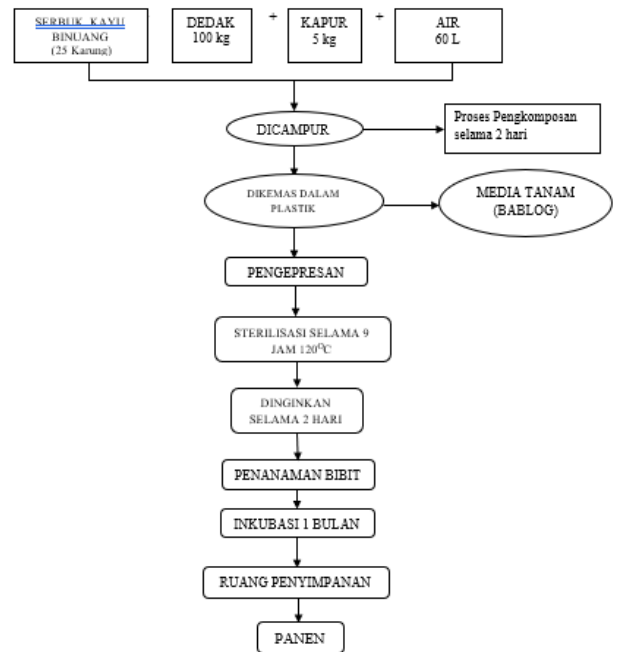 SERBUK KAYU
BINUANG
(25 Karung)
DEDAK
100 kg
+
KAPUR
5 kg
+
AIR
60 L
DICAMPUR
Proses Pengkomposan
selama 2 hari
DIKEMAS DALAM
PLASTIK
MEDIA TANAM
(BABLOG)
PENGEPRESAN
STERILISASI SELAMA 9
JAM 120⁰C
DINGINKAN
SELAMA 2 HARI
PENANAMAN BIBIT
INKUBASI 1 BULAN
RUANG PENYIMPANAN
PANEN